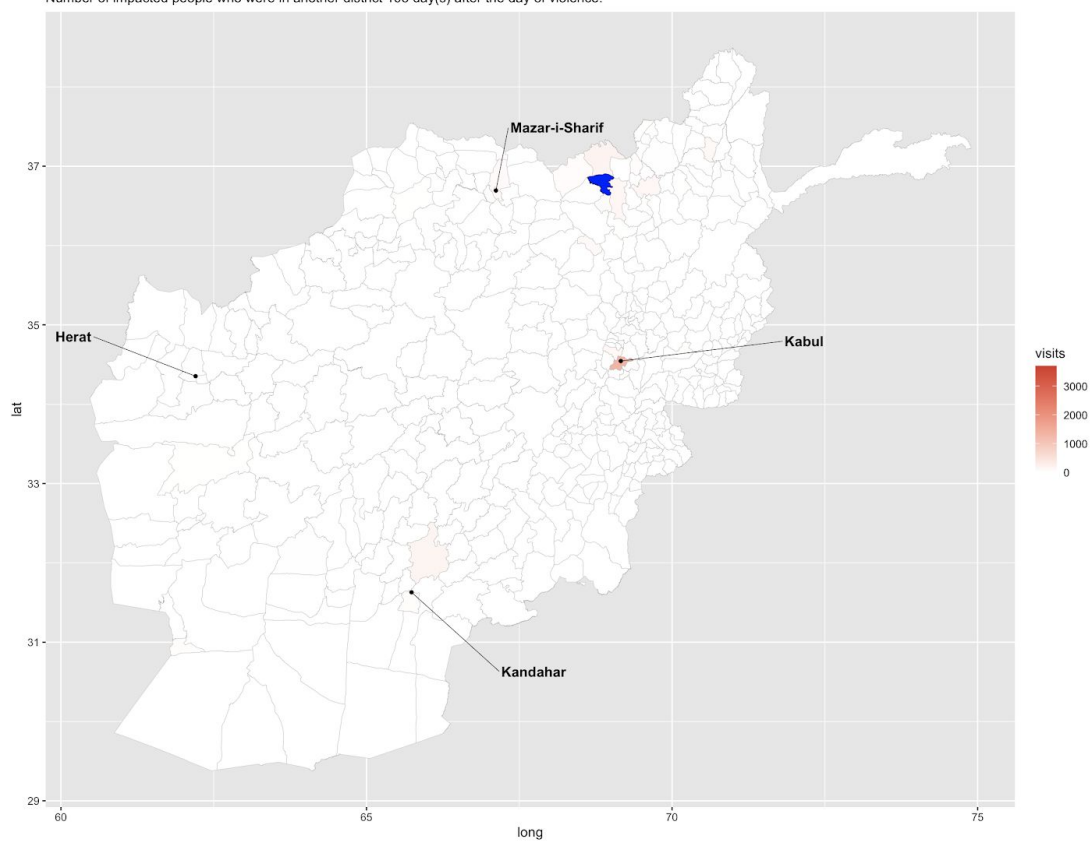 Number of impacted people who were in another district day(s) after the day of violence.
Mazar-i-Sharif
37
35
Herat
Kabul
visits
3000
2000
1000
0
lat
33
31
Kandahar
29
60
65
70
75
long